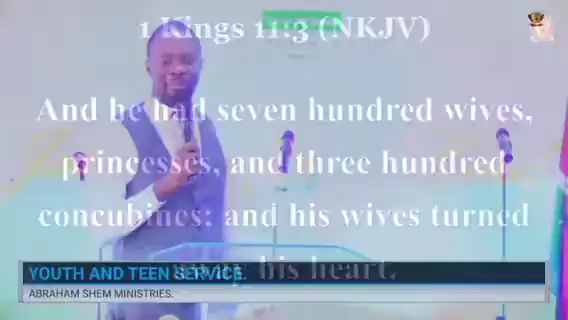 1 Kings 11:3 (NKJV)
And he had seven hundred wives,
princesses, and three hundred
concubines; and his wives turned
away his heart.
YOUTH AND TEEN SERVICE.
ABRAHAM SHEM MINISTRIES.